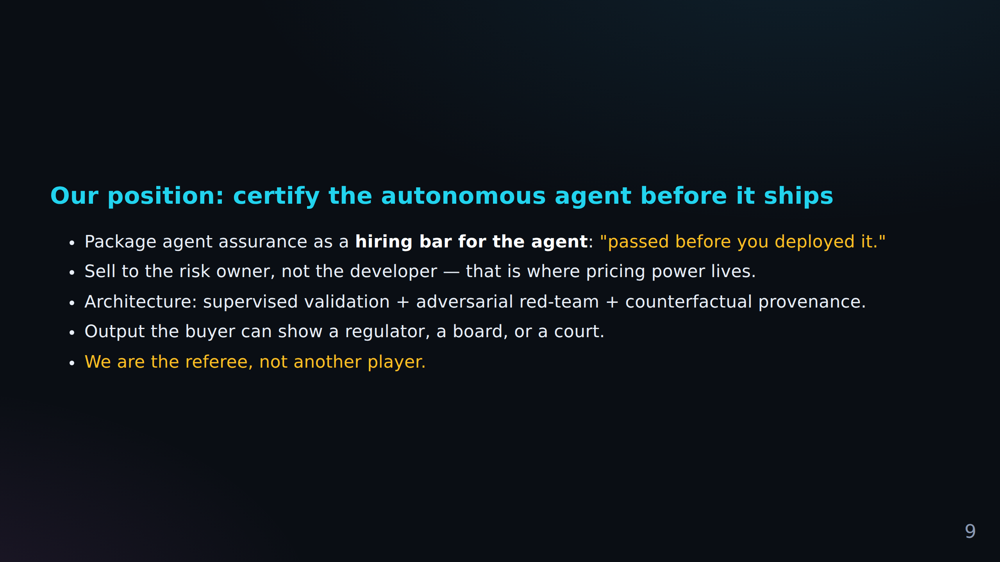 Our position: certify the autonomous agent before it ships
• Package agent assurance as a hiring bar for the agent: "passed before you deployed it."
• Sell to the risk owner, not the developer — that is where pricing power lives.
• Architecture: supervised validation + adversarial red-team + counterfactual provenance.
• Output the buyer can show a regulator, a board, or a court.
• We are the referee, not another player.
9